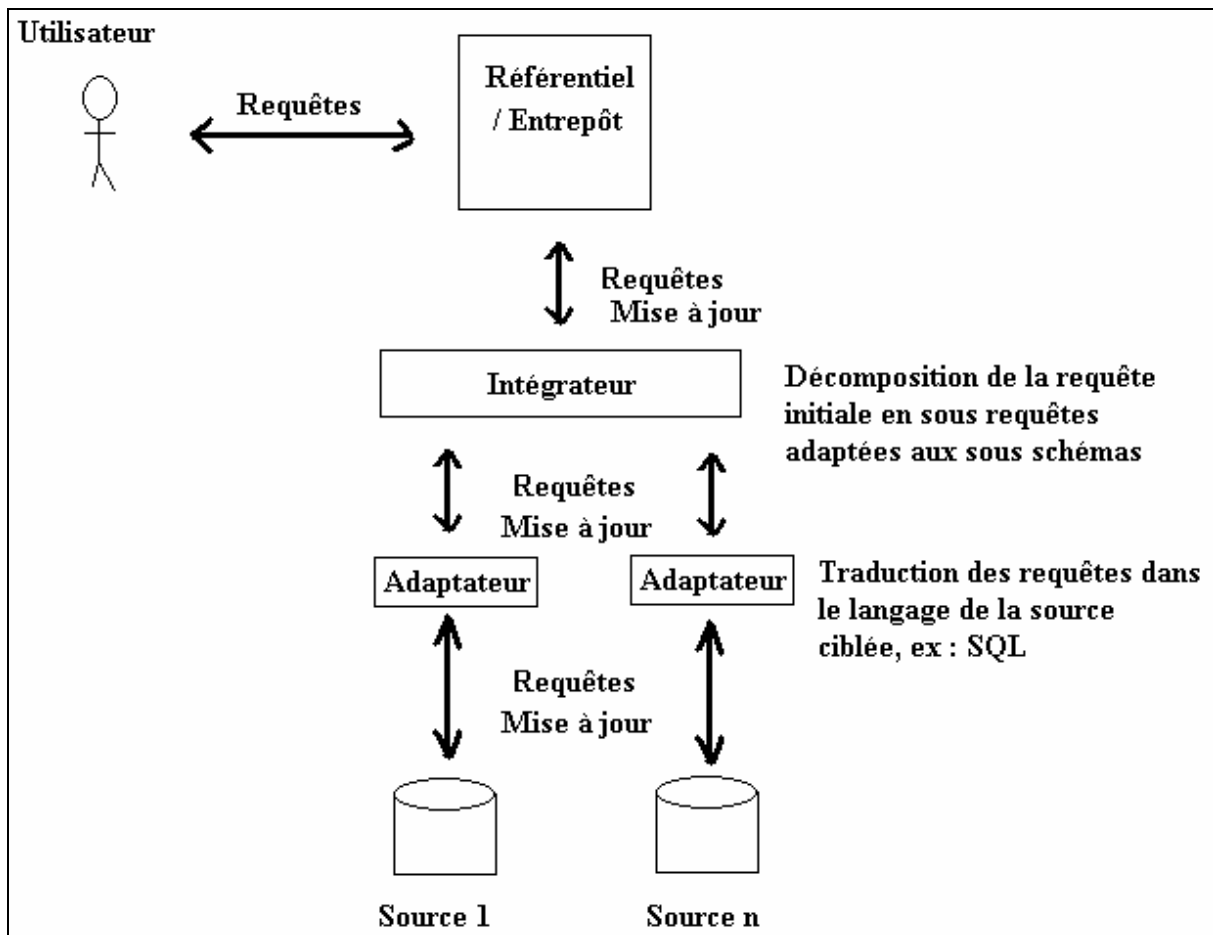 Utilisateur
Référentiel
/ Entrepôt
Requêtes
Requêtes
Mise à jour
Intégrateur
Décomposition de la requête
initiale en sous requêtes
adaptées aux sous schémas
Requêtes
Mise à jour
Adaptateur
Adaptateur
Traduction des requêtes dans
le langage de la source
ciblée, ex : SQL
Requêtes
Mise à jour
Source 1
Source n